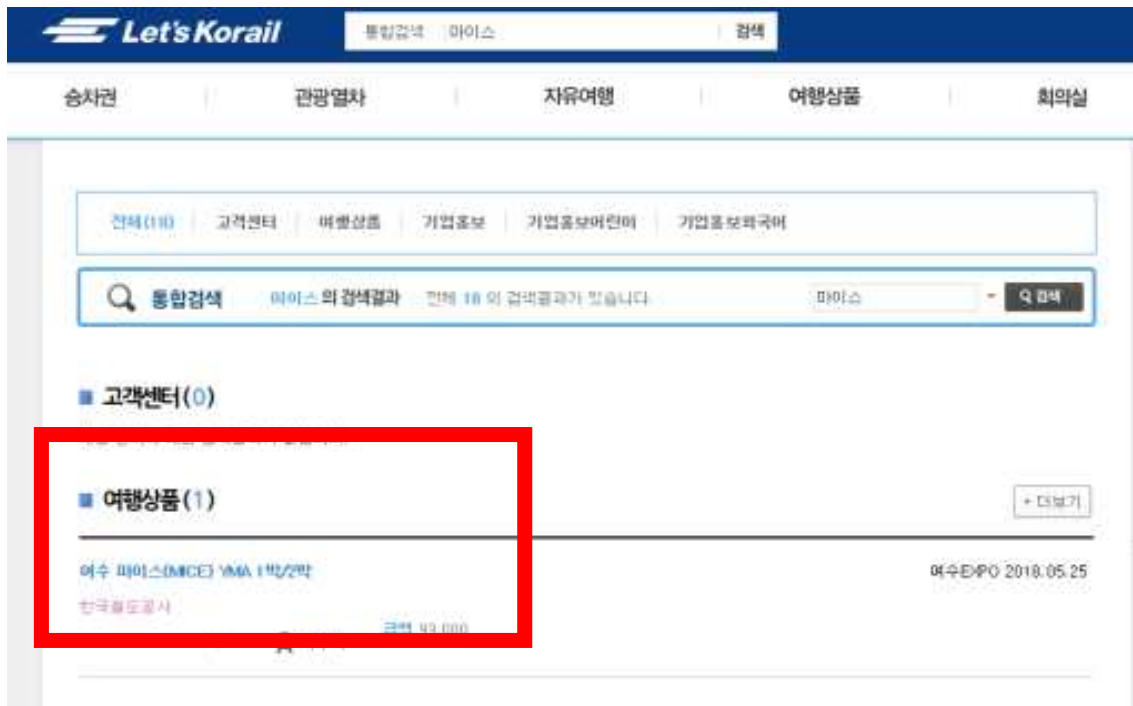 Let's Korail 통합검색 마이스 검색
승차권 관광열차 자유여행 여행상품 회의실
전체(18) 고객센터 여행상품 기업홍보 기업홍보어린이 기업홍보외국어
통합검색 마이스의 검색결과 전체 18 의 검색결과가 있습니다. 마이스 검색
고객센터(0)
여행상품(1) + 더보기
여수 마이스(MICE) YMA 1박/2박 여수EXPO 2018.05.25
한국철도공사
금액 93,000